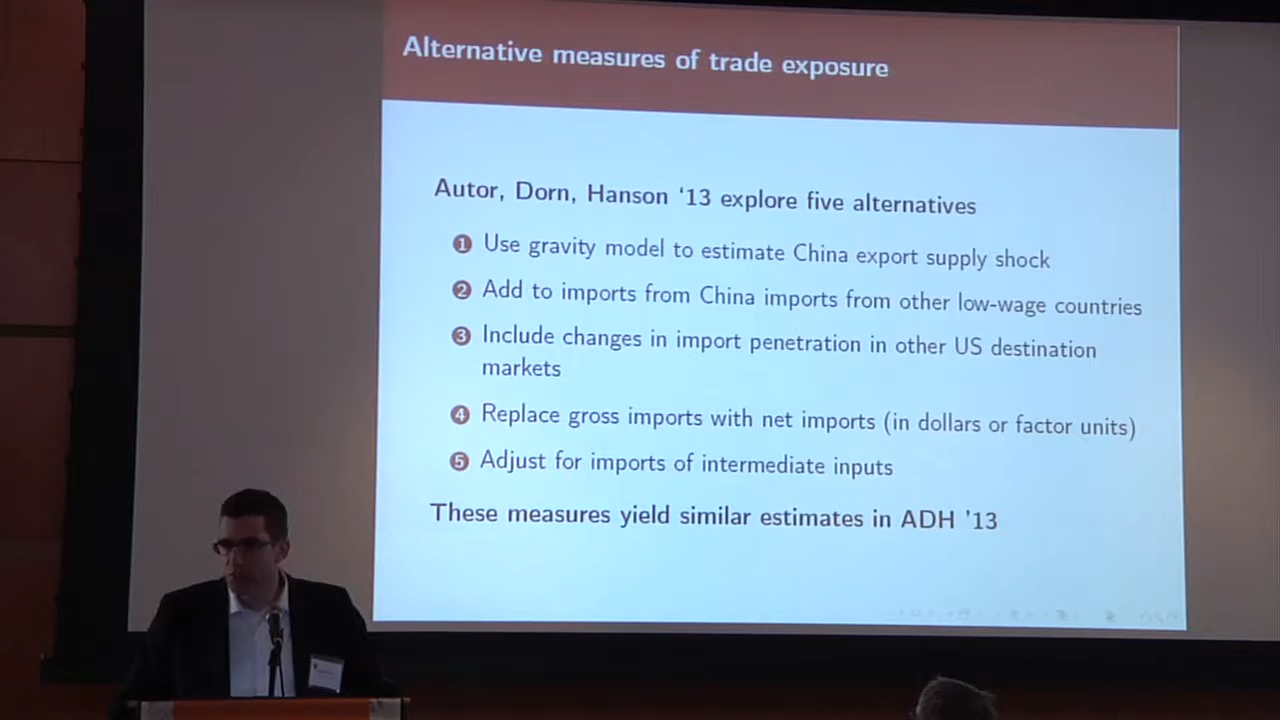 Alternative measures of trade exposure
Autor, Dorn, Hanson ‘13 explore five alternatives
1 Use gravity model to estimate China export supply shock
2 Add to imports from China imports from other low-wage countries
3 Include changes in import penetration in other US destination
markets
4 Replace gross imports with net imports (in dollars or factor units)
5 Adjust for imports of intermediate inputs
These measures yield similar estimates in ADH '13